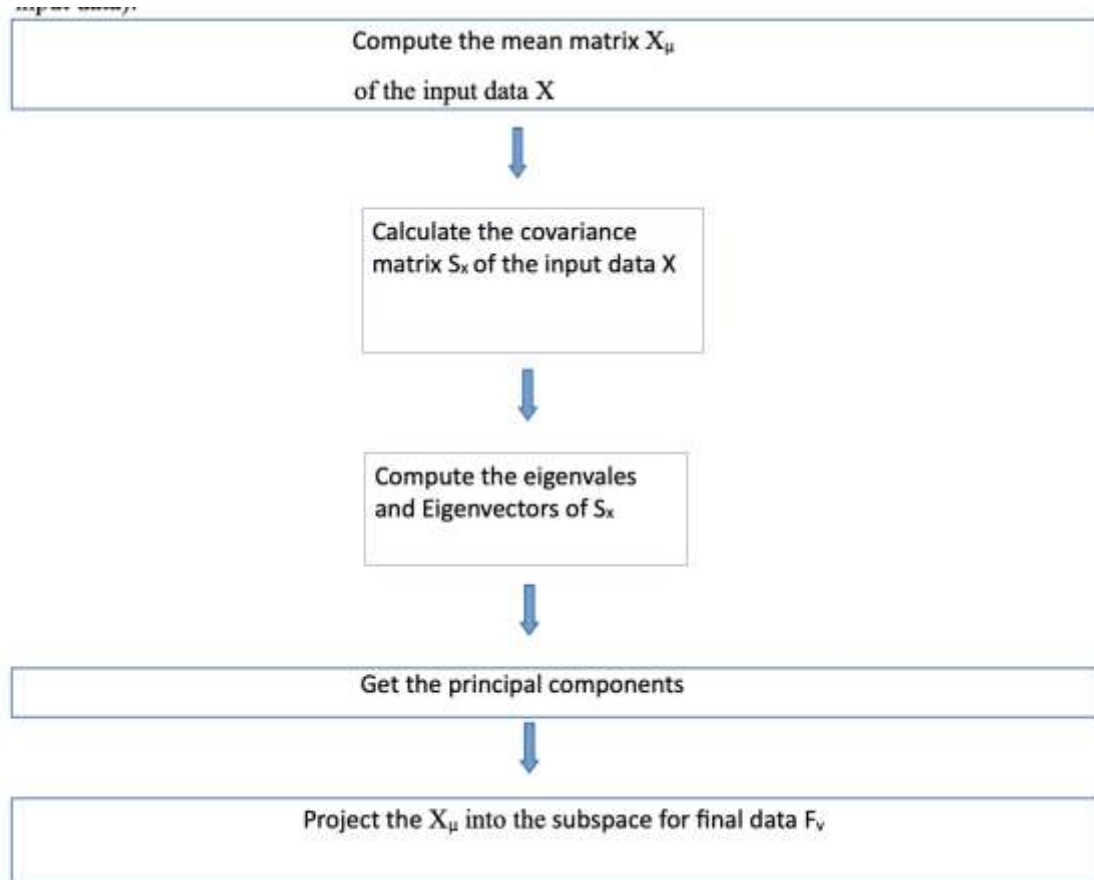 Compute the mean matrix Xμ
of the input data X
Calculate the covariance
matrix Sx of the input data X
Compute the eigenvales
and Eigenvectors of Sx
Get the principal components
Project the Xμ into the subspace for final data Fv